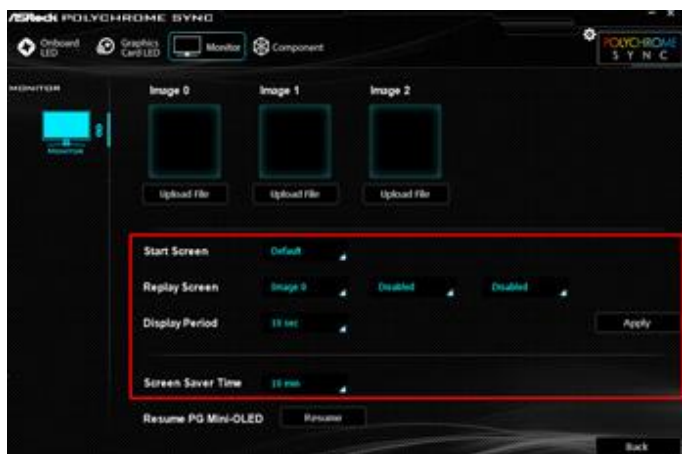 ASRock POLYCHROME SYNC
Onboard LED
Graphics Card LED
Monitor
Component
POLYCHROME SYNC
MONITOR
MONITOR
Image 0 Image 1 Image 2
Upload File Upload File Upload File
Start Screen Default
Replay Screen Image 0 Disabled Disabled
Display Period Apply
Screen Saver Time 10 min
Resume PG Mini-OLED Resume
Back